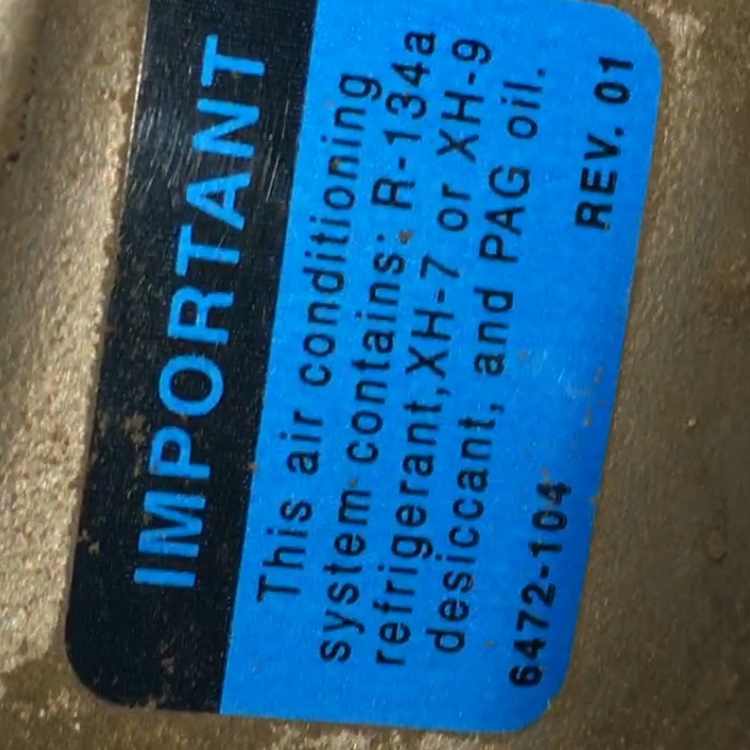 IMPORTANT
This air conditioning
system contains: R-134a
refrigerant,XH-7 or XH-9
desiccant, and PAG oil.
6472-104 REV. 01